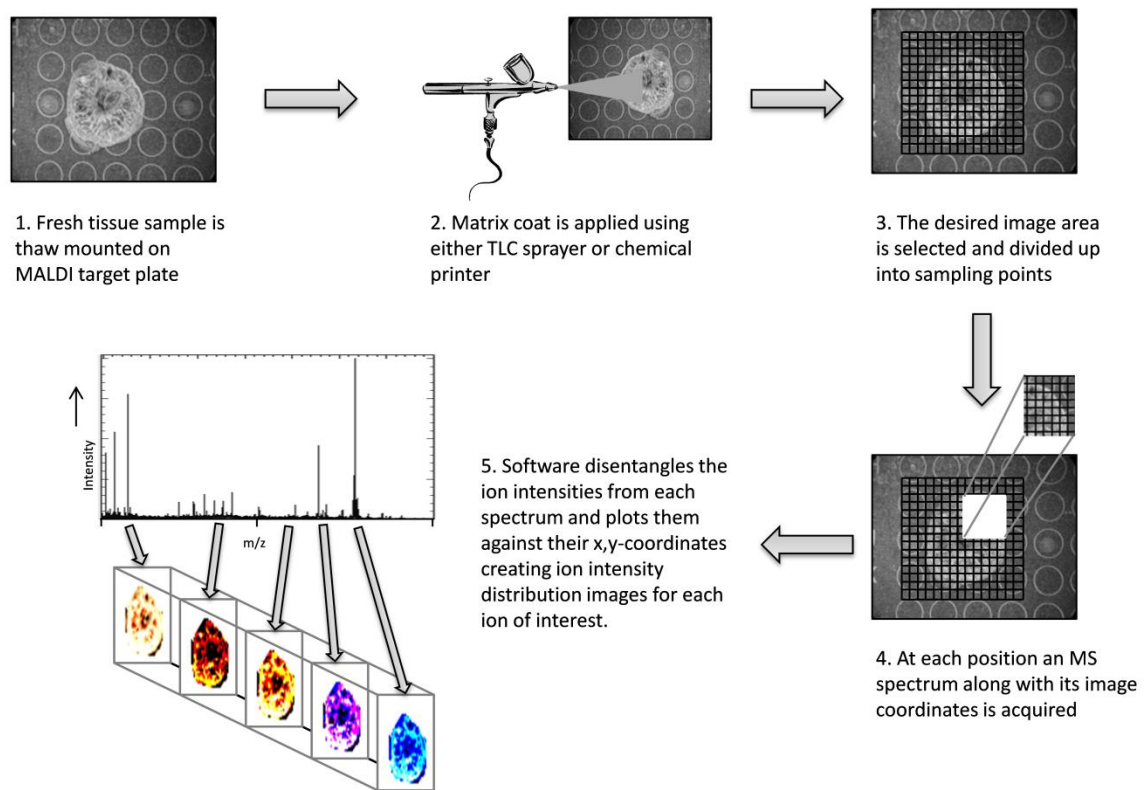 1. Fresh tissue sample is
thaw mounted on
MALDI target plate
2. Matrix coat is applied using
either TLC sprayer or chemical
printer
3. The desired image area
is selected and divided up
into sampling points
Intensity
m/z
5. Software disentangles the
ion intensities from each
spectrum and plots them
against their x,y-coordinates
creating ion intensity
distribution images for each
ion of interest.
4. At each position an MS
spectrum along with its image
coordinates is acquired